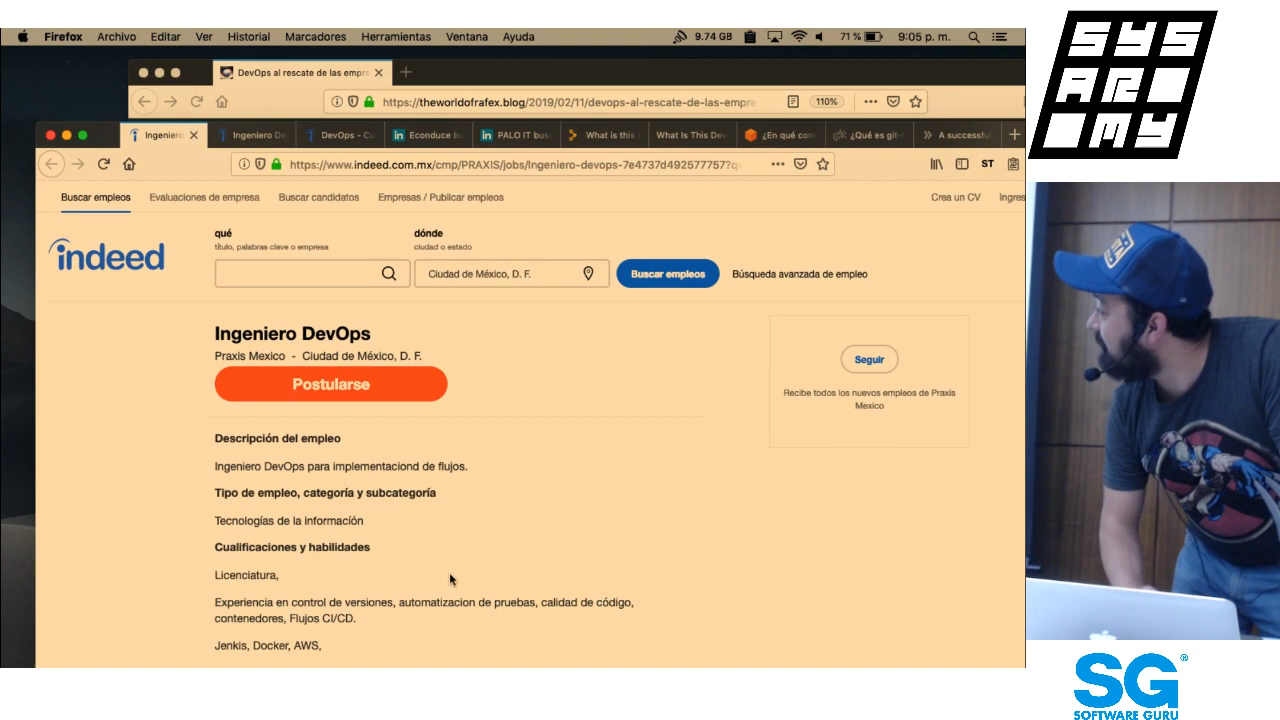 Firefox Archivo Editar Ver Historial Marcadores Herramientas Ventana Ayuda 9.74 GB 71 % 9:05 p. m.
DevOps al rescate de las empr
https://theworldofrafex.blog/2019/02/11/devops-al-rescate-de-las-empre 110%
Ingenier Ingeniero De DevOps - Cu Econduce bu PALO IT bus What is this What Is This Dev ¿En qué con ¿Qué es git- A successfu
https://www.indeed.com.mx/cmp/PRAXIS/jobs/Ingeniero-devops-7e4737d492577757?q ST
Buscar empleos Evaluaciones de empresa Buscar candidatos Empresas / Publicar empleos Crea un CV Ingres
indeed
qué dónde
título, palabras clave o empresa ciudad o estado
Ciudad de México, D. F. Buscar empleos Búsqueda avanzada de empleo
Ingeniero DevOps
Praxis Mexico - Ciudad de México, D. F.
Postularse
Seguir
Recibe todos los nuevos empleos de Praxis
Mexico
Descripción del empleo
Ingeniero DevOps para implementaciond de flujos.
Tipo de empleo, categoría y subcategoría
Tecnologías de la información
Cualificaciones y habilidades
Licenciatura,
Experiencia en control de versiones, automatizacion de pruebas, calidad de código,
contenedores, Flujos CI/CD.
Jenkis, Docker, AWS,
SYS
AR
MY
SG®
SOFTWARE GURU